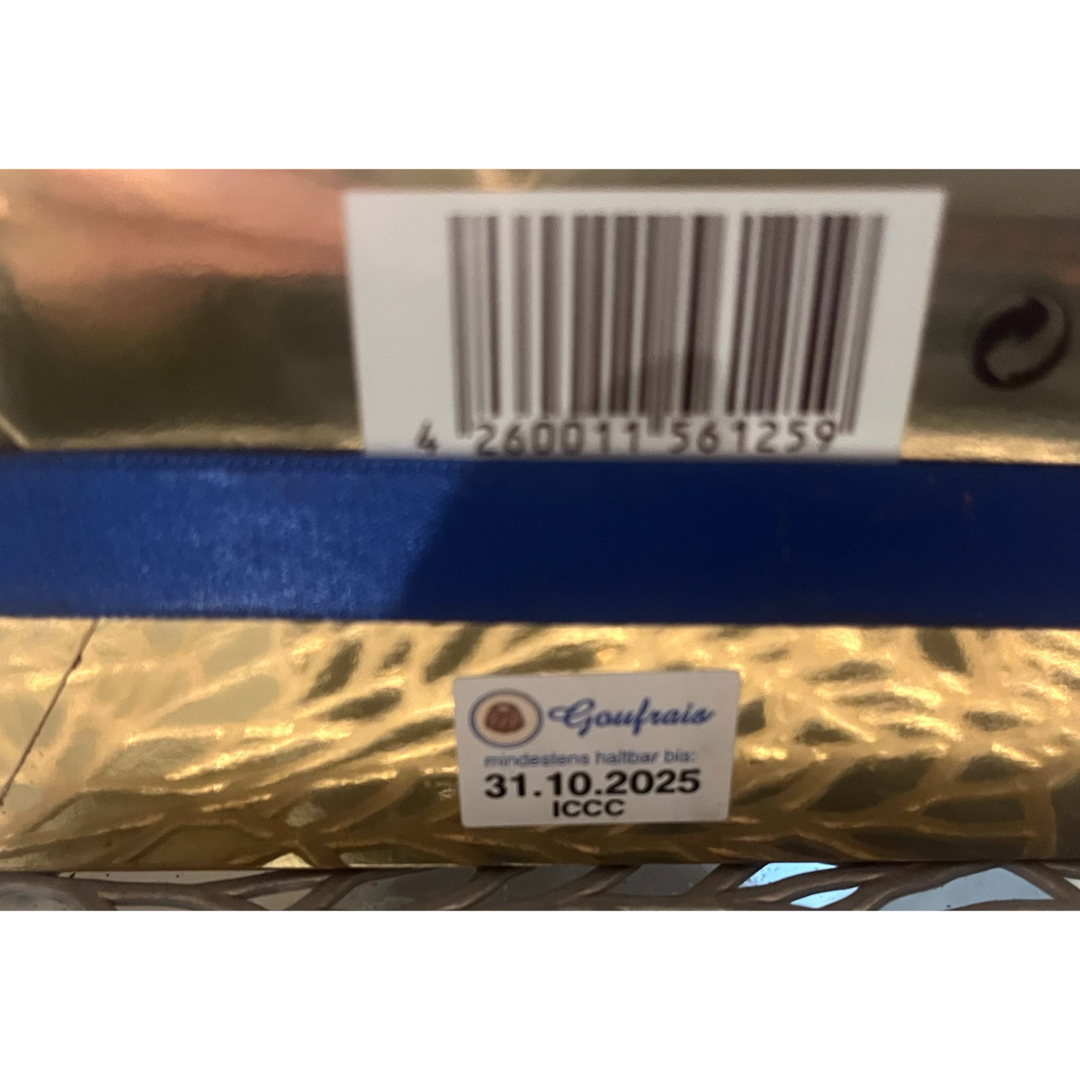 4 260011 561259
Goufrais
mindestens haltbar bis:
31.10.2025
ICCC